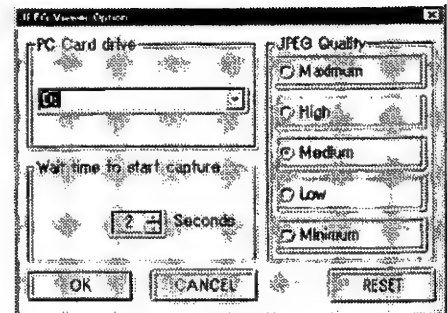 JPEG Viewer Option
PC Card drive
JPEG Quality
Maximum
High
Medium
Low
Minimum
Wait time to start capture
2 Seconds
OK
CANCEL
RESET